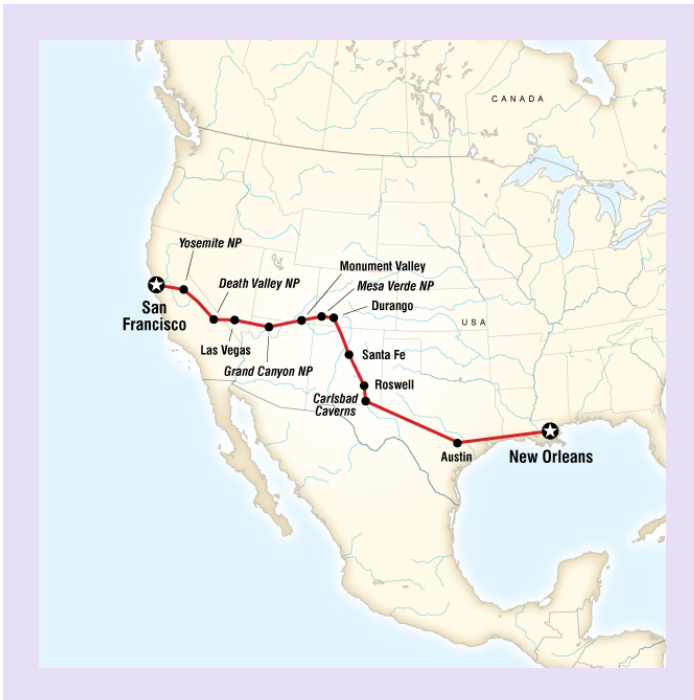 CANADA
Yosemite NP
Monument Valley
Death Valley NP
Mesa Verde NP
San
Francisco
Durango
USA
Las Vegas
Santa Fe
Grand Canyon NP
Roswell
Carlsbad
Caverns
Austin
New Orleans